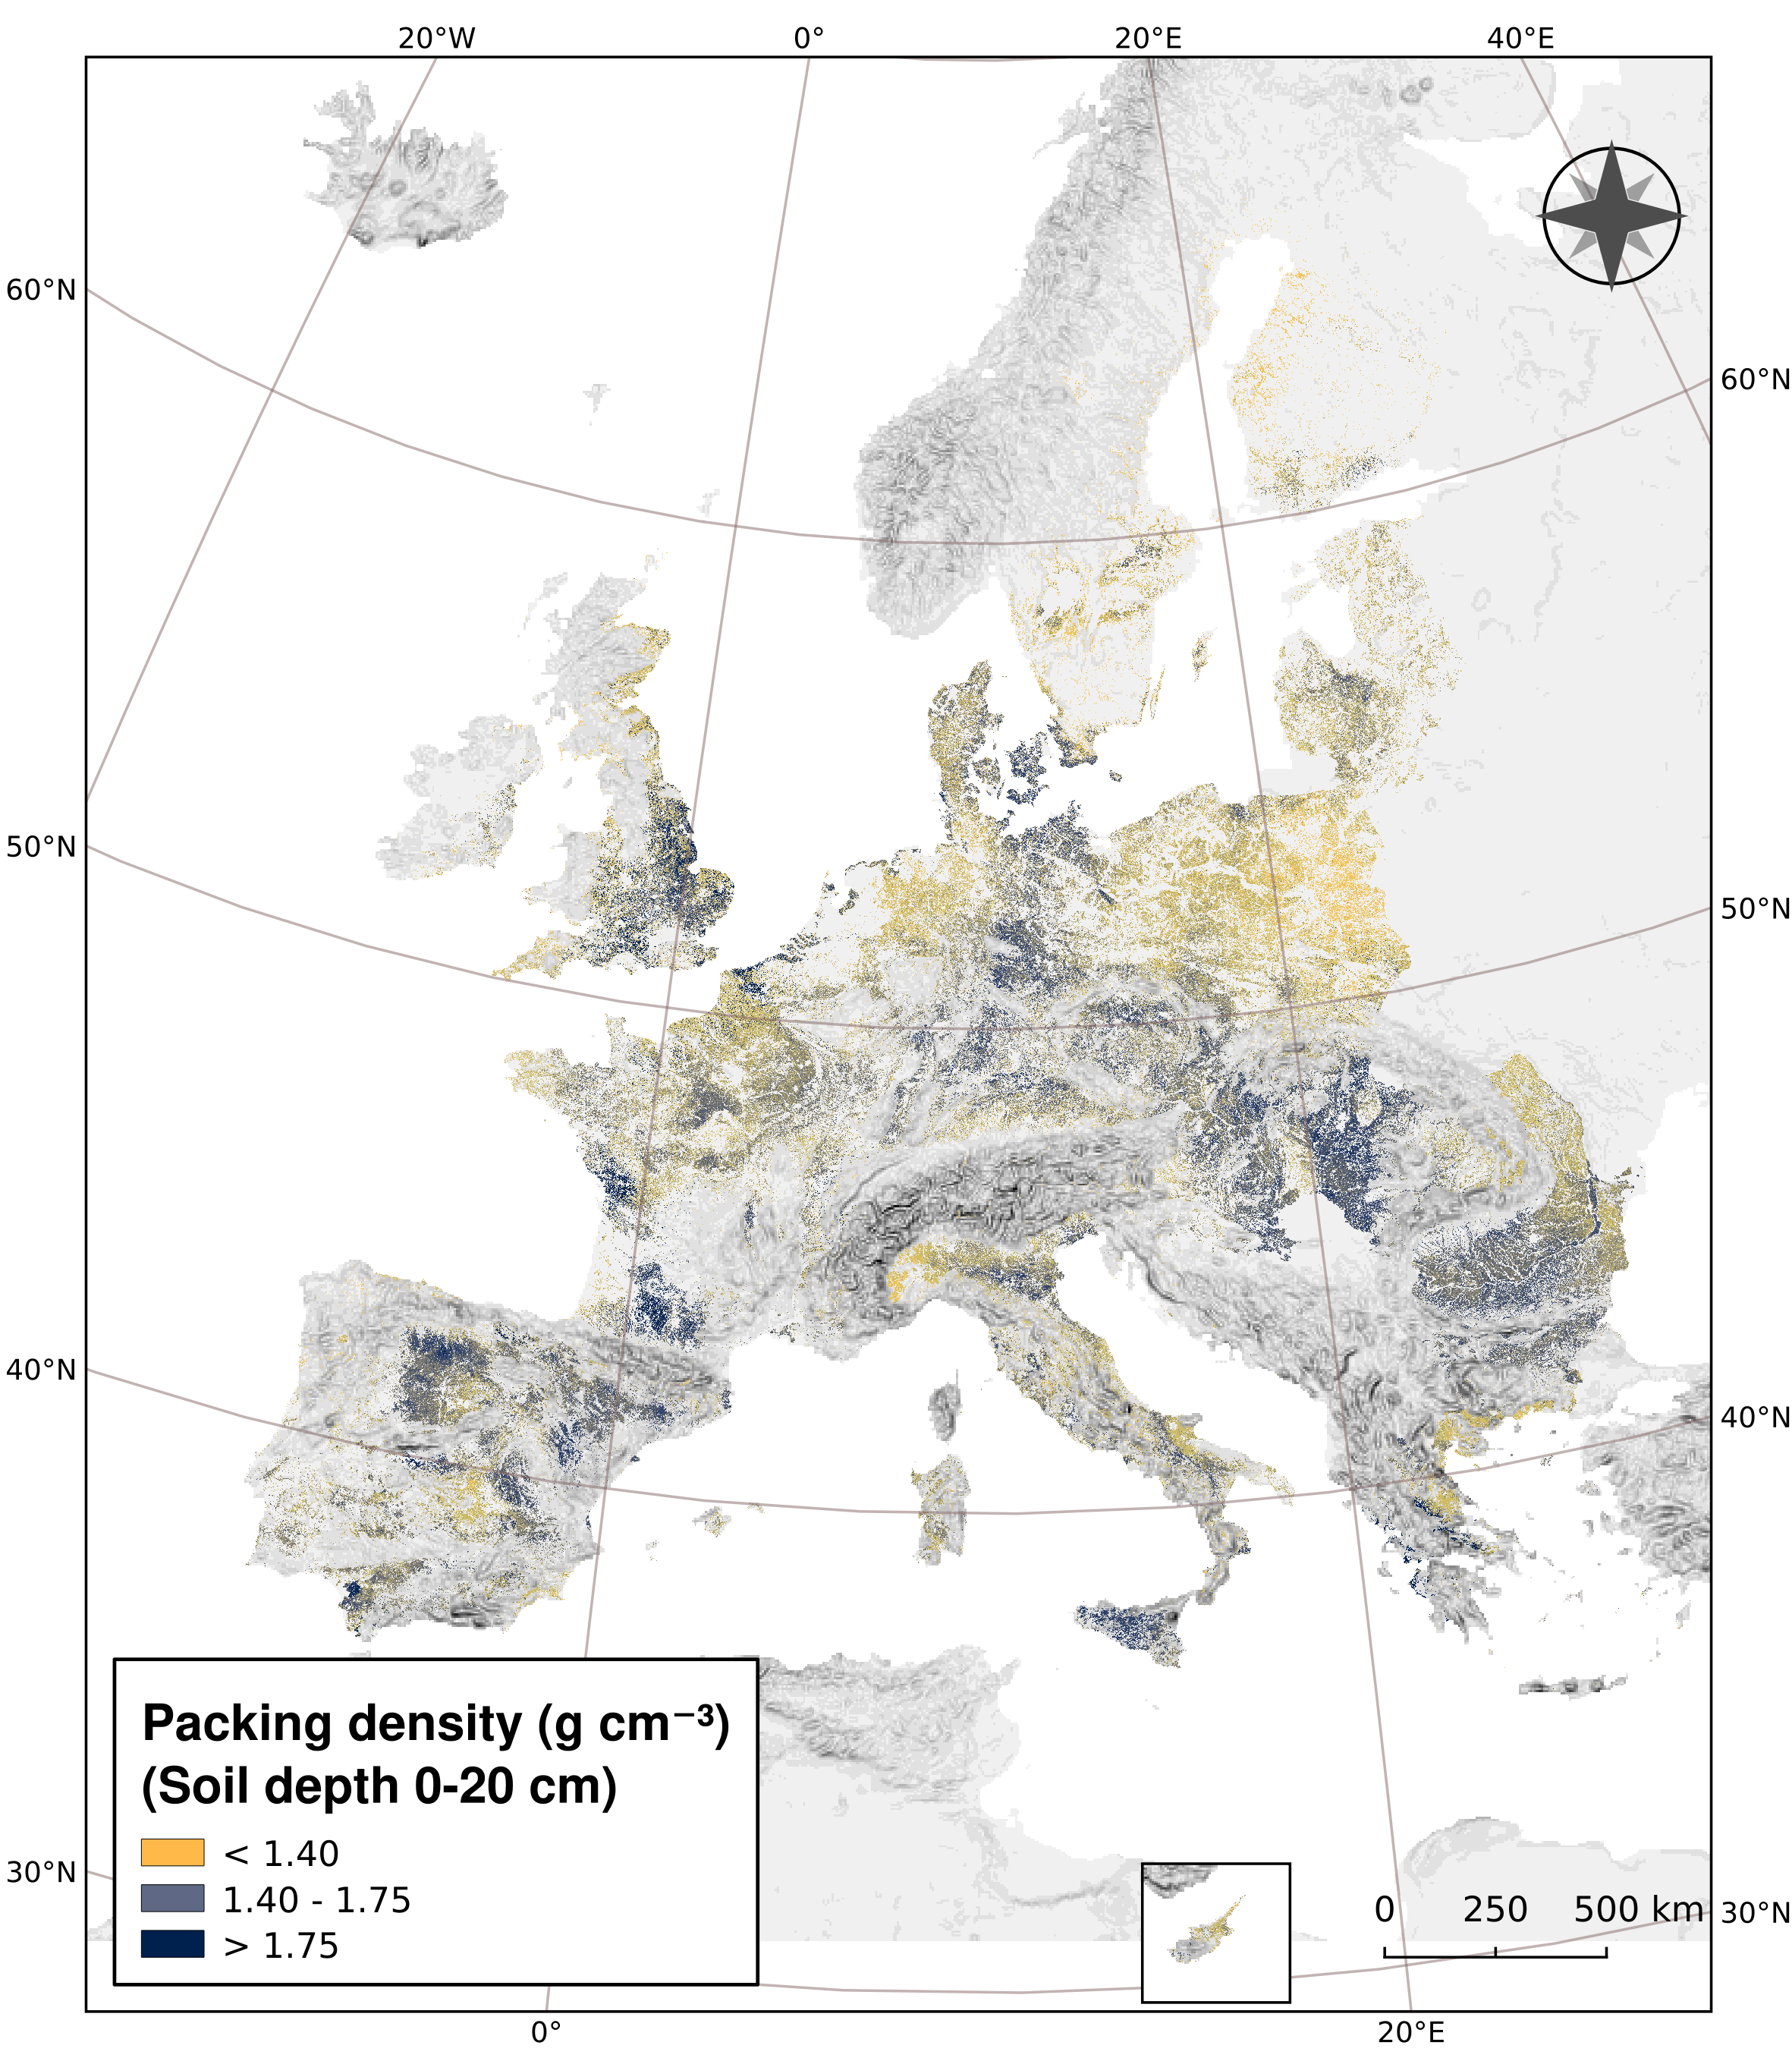 20°W 0° 20°E 40°E
60°N
60°N
50°N
50°N
40°N
40°N
Packing density (g cm⁻³)
(Soil depth 0-20 cm)
< 1.40
1.40 - 1.75
> 1.75
30°N
0 250 500 km
30°N
0° 20°E